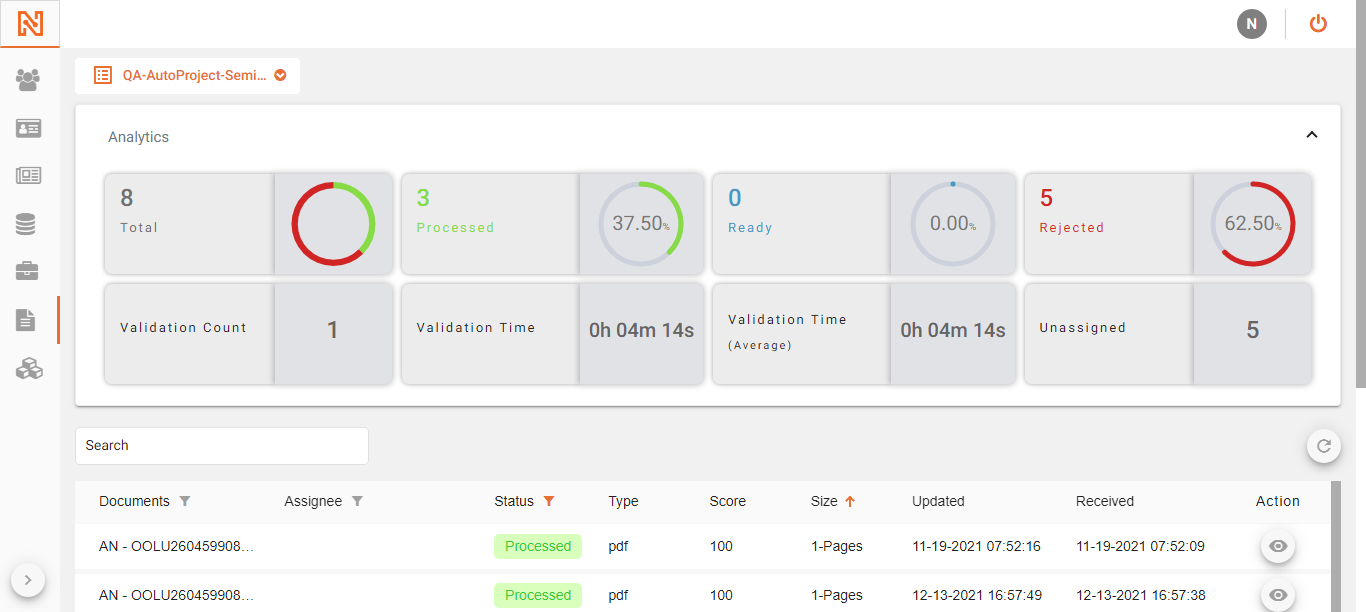 N
QA-AutoProject-Semi...
Analytics
8
Total
3
Processed
37.50%
0
Ready
0.00%
5
Rejected
62.50%
Validation Count
1
Validation Time
0h 04m 14s
Validation Time
(Average)
0h 04m 14s
Unassigned
5
Search
Documents Assignee Status Type Score Size Updated Received Action
AN - OOLU260459908... Processed pdf 100 1-Pages 11-19-2021 07:52:16 11-19-2021 07:52:09
AN - OOLU260459908... Processed pdf 100 1-Pages 12-13-2021 16:57:49 12-13-2021 16:57:38